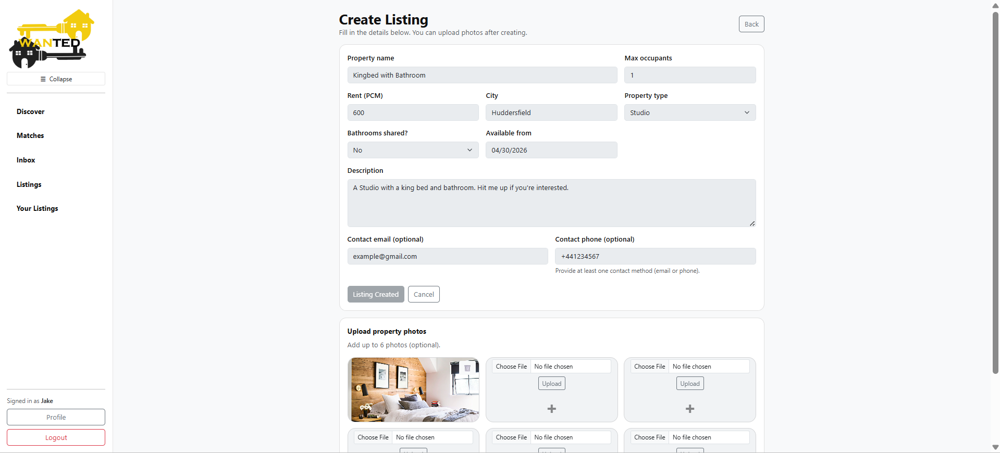 WANTED
☰ Collapse
Discover
Matches
Inbox
Listings
Your Listings
Signed in as Jake
Profile
Logout
Create Listing
Fill in the details below. You can upload photos after creating.
Back
Property name
Max occupants
Kingbed with Bathroom
1
Rent (PCM)
City
Property type
600
Huddersfield
Studio
Bathrooms shared?
Available from
No
04/30/2026
Description
A Studio with a king bed and bathroom. Hit me up if you're interested.
Contact email (optional)
Contact phone (optional)
example@gmail.com
+441234567
Provide at least one contact method (email or phone).
Listing Created
Cancel
Upload property photos
Add up to 6 photos (optional).
Choose File No file chosen
Upload
+
Choose File No file chosen
Upload
+
Choose File No file chosen
Choose File No file chosen
Choose File No file chosen